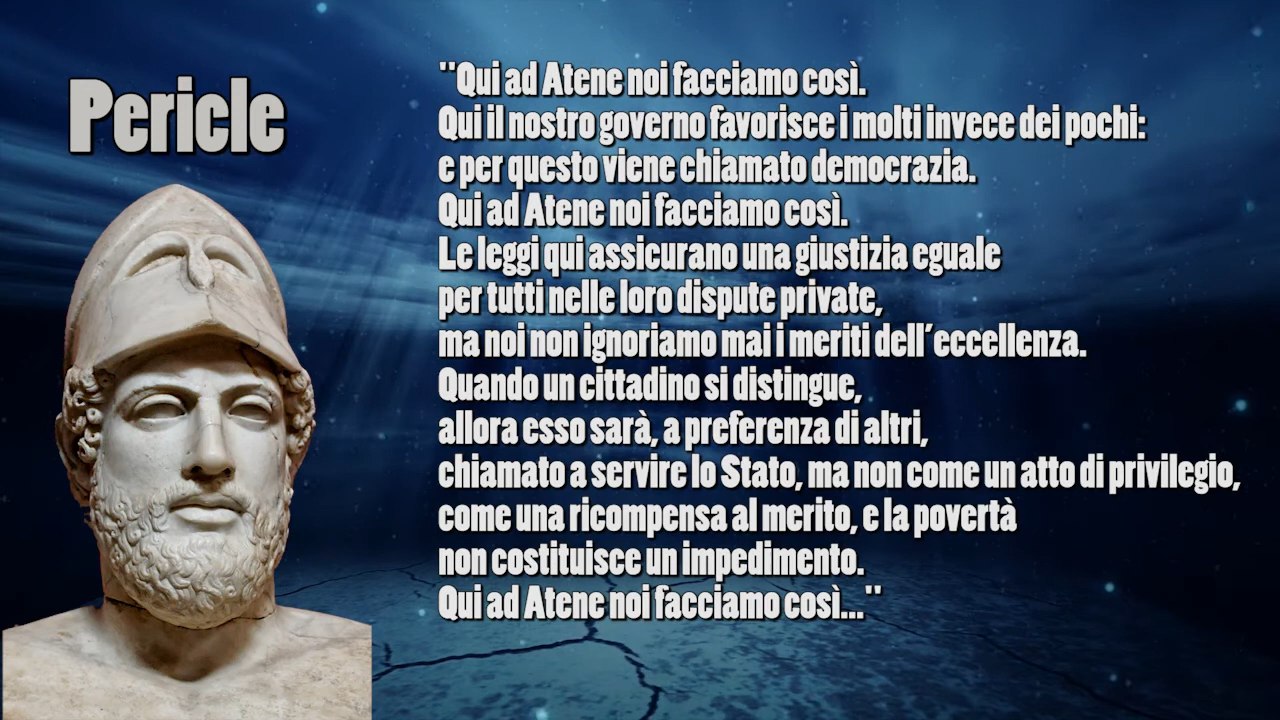 Pericle
"Qui ad Atene noi facciamo così.
Qui il nostro governo favorisce i molti invece dei pochi:
e per questo viene chiamato democrazia.
Qui ad Atene noi facciamo così.
Le leggi qui assicurano una giustizia eguale
per tutti nelle loro dispute private,
ma noi non ignoriamo mai i meriti dell'eccellenza.
Quando un cittadino si distingue,
allora esso sarà, a preferenza di altri,
chiamato a servire lo Stato, ma non come un atto di privilegio,
come una ricompensa al merito, e la povertà
non costituisce un impedimento.
Qui ad Atene noi facciamo così..."